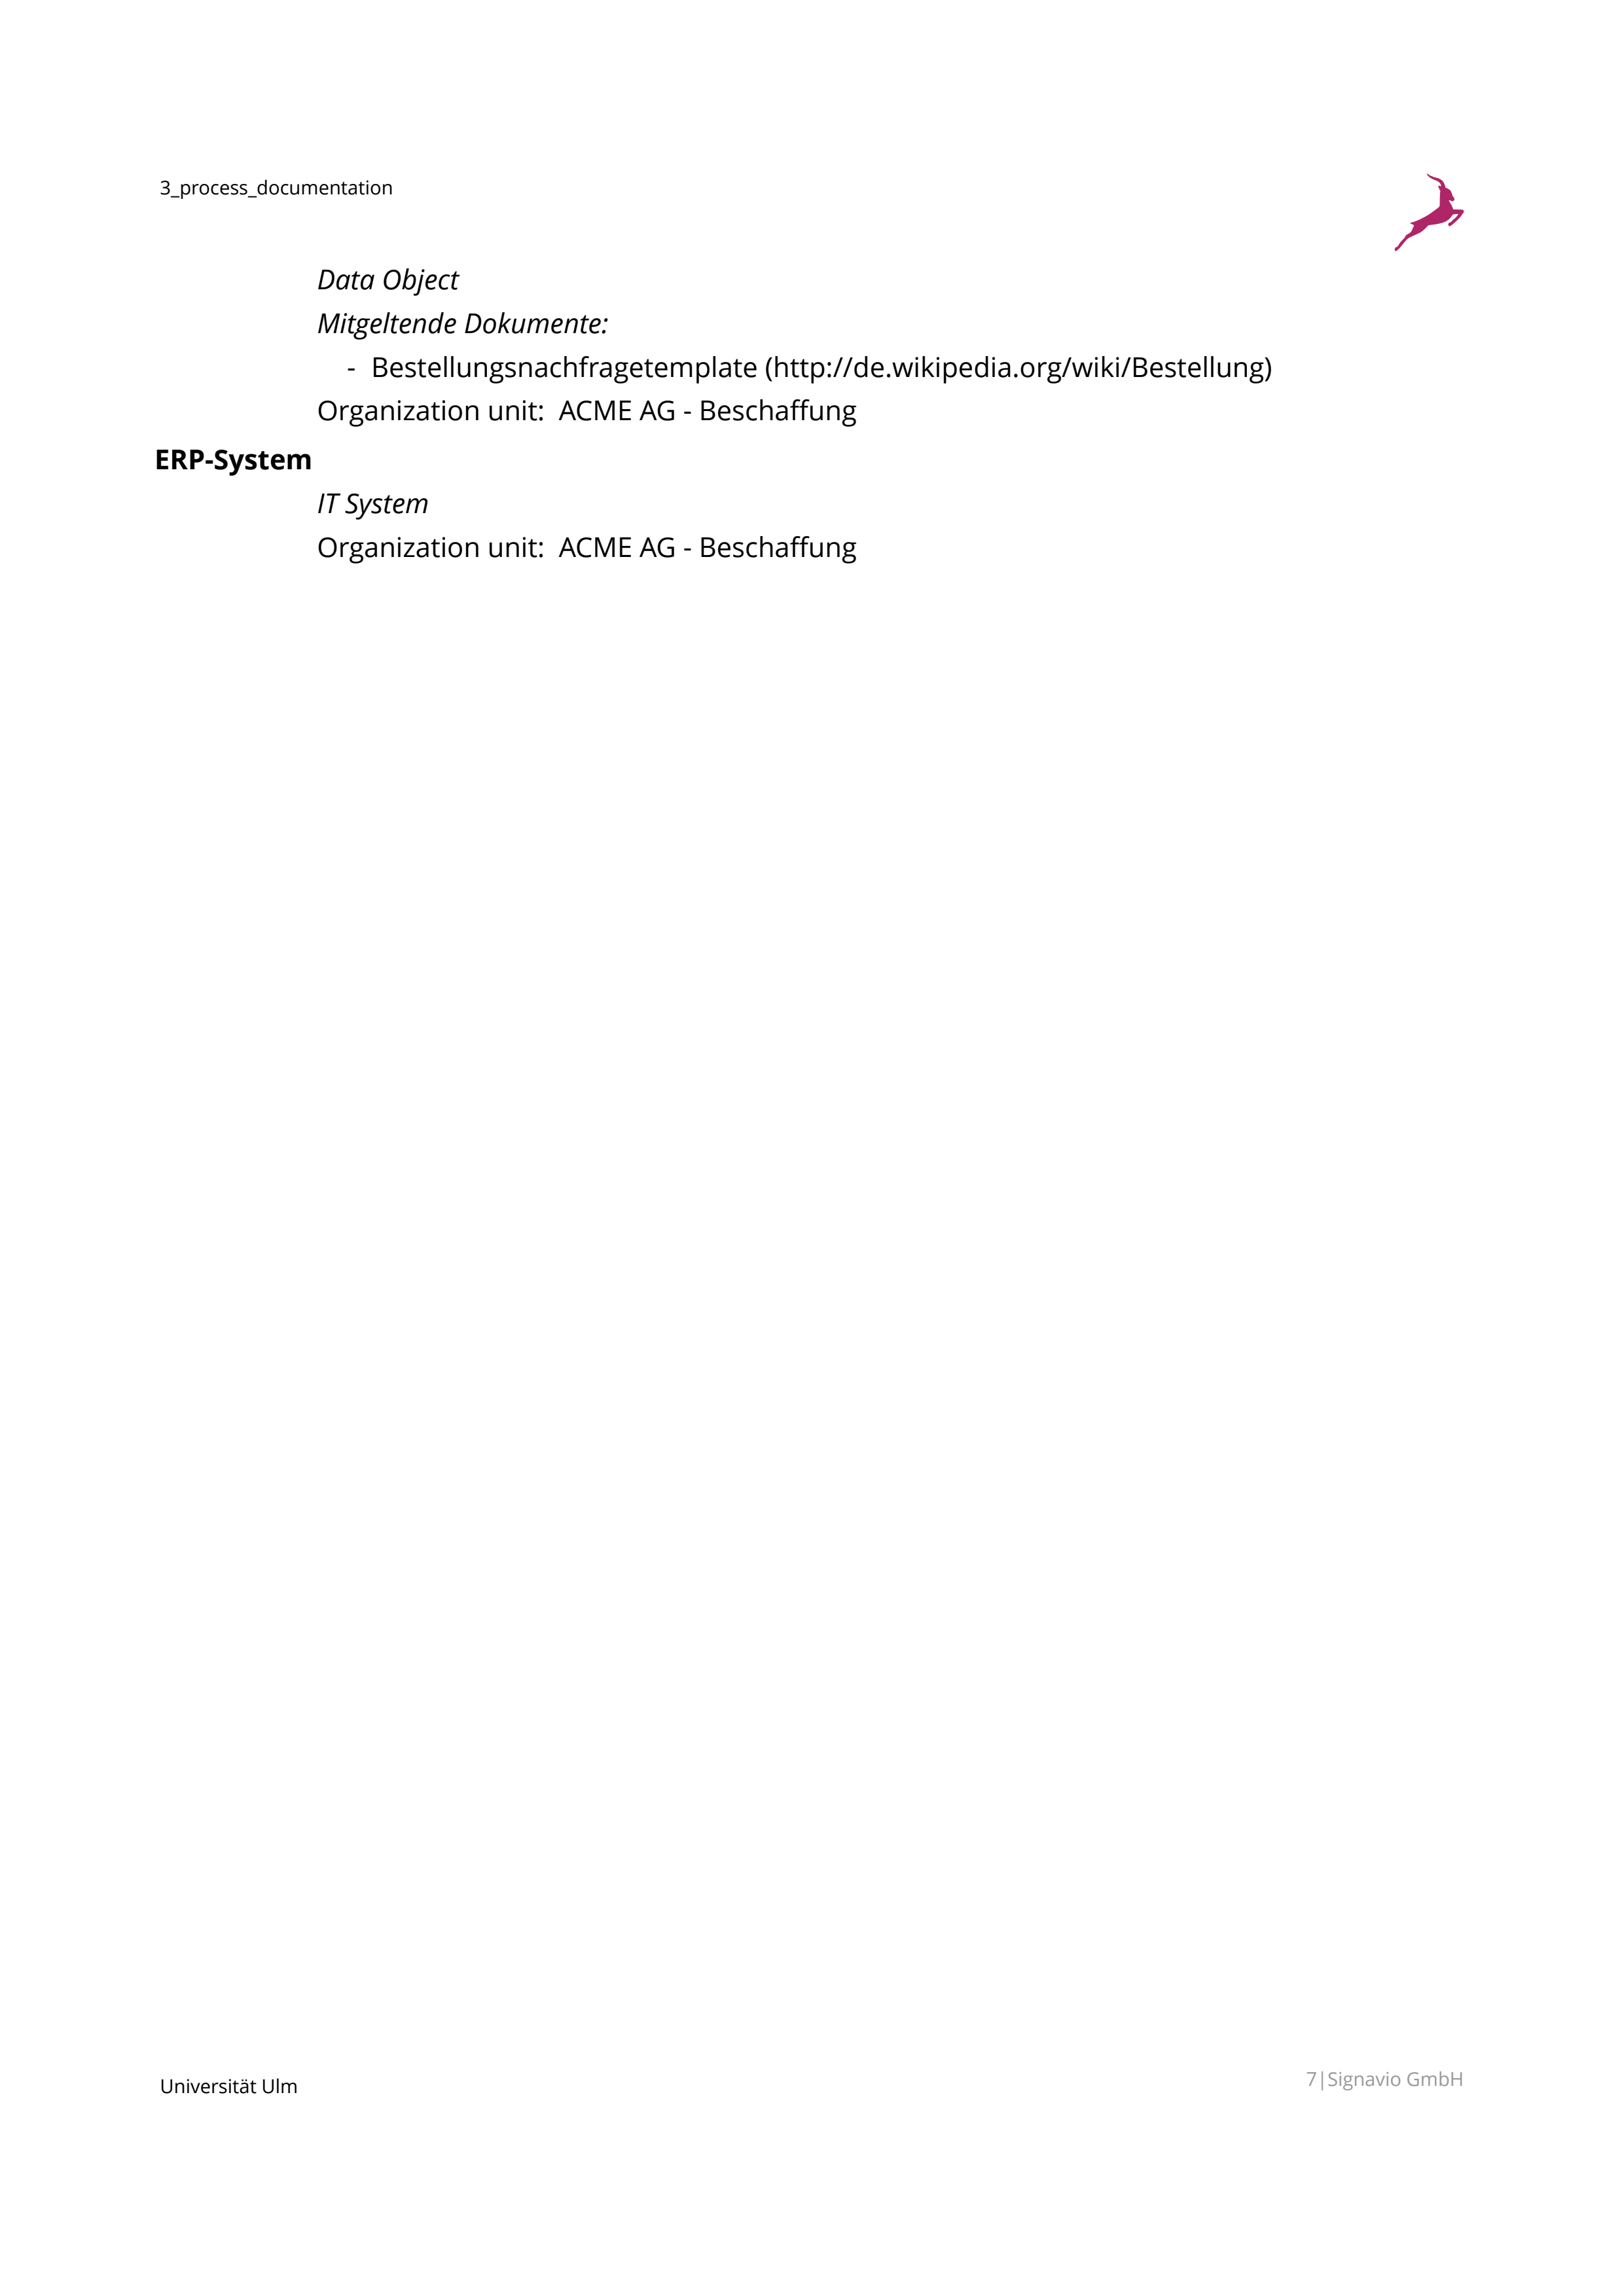 3_process_documentation
Data Object
Mitgeltende Dokumente:
- Bestellungsnachfragetemplate (http://de.wikipedia.org/wiki/Bestellung)
Organization unit:  ACME AG - Beschaffung
ERP-System
IT System
Organization unit:  ACME AG - Beschaffung
Universität Ulm
7|Signavio GmbH